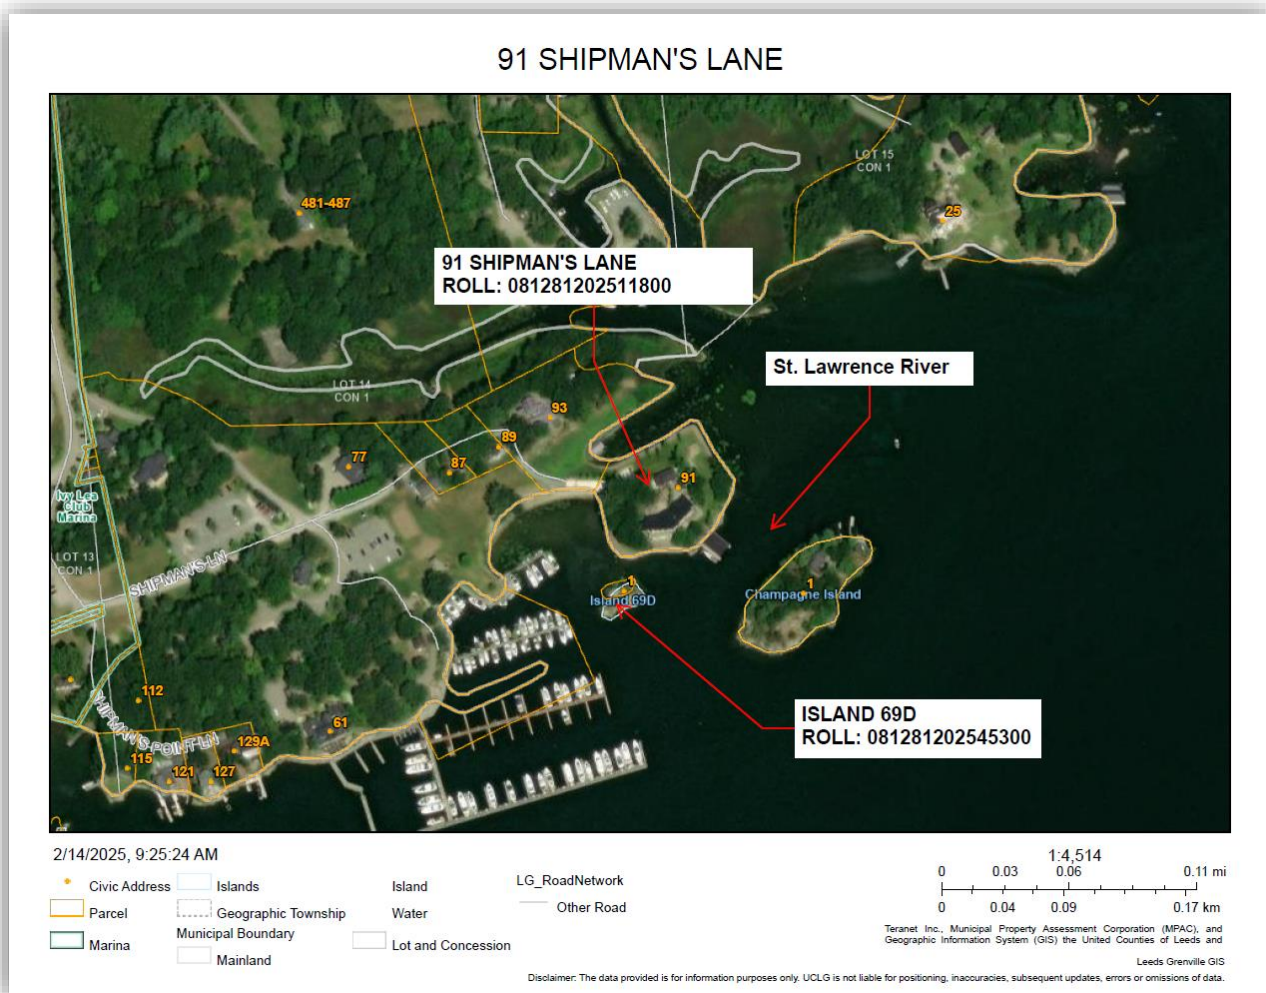 91 SHIPMAN'S LANE
LOT 15
CON 1
481-487
25
91 SHIPMAN'S LANE
ROLL: 081281202511800
St. Lawrence River
LOT 14
CON 1
93
89
77
87
91
Ivy Lea
Club
Marina
LOT 13
CON 1
SHIPMAN'S LN
1
Island 69D
1
Champagne Island
112
ISLAND 69D
ROLL: 081281202545300
SHIPMAN'S POINT LN
61
129A
115
121
127
2/14/2025, 9:25:24 AM
Civic Address
Parcel
Marina
Islands
Geographic Township
Municipal Boundary
Mainland
Island
Water
Lot and Concession
LG_RoadNetwork
Other Road
1:4,514
0 0.03 0.06 0.11 mi
0 0.04 0.09 0.17 km
Teranet Inc., Municipal Property Assessment Corporation (MPAC), and
Geographic Information System (GIS) the United Counties of Leeds and
Leeds Grenville GIS
Disclaimer: The data provided is for information purposes only. UCLG is not liable for positioning, inaccuracies, subsequent updates, errors or omissions of data.